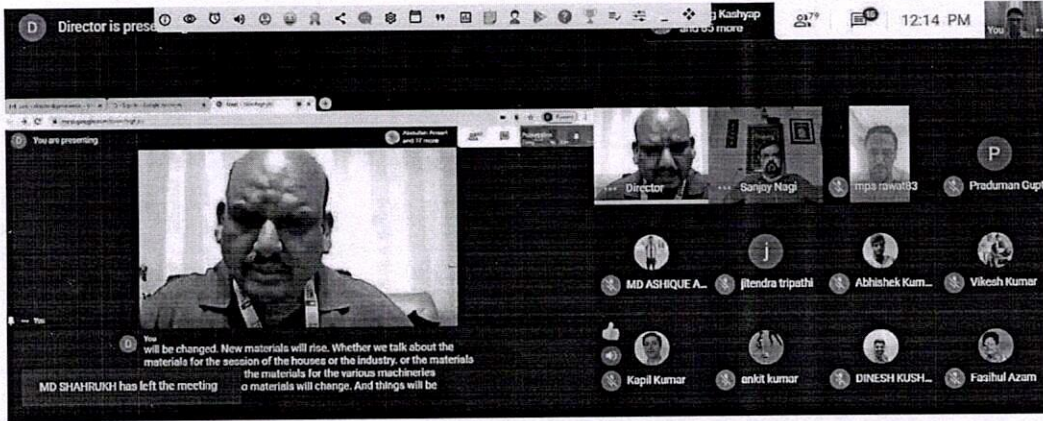 D Director is prese
g Kashyap
and 65 more
79
12:14 PM
You
D You are presenting
and 17 more
Director
Sanjay Nagi
mps rawat83
P
Praduman Gupt
MD ASHIQUE A...
j
jitendra tripathi
Abhishek Kum...
Vikesh Kumar
You
D You
will be changed. New materials will rise. Whether we talk about the
materials for the session of the houses or the industry. or the materials
the materials for the various machineries
MD SHAHRUKH has left the meeting
o materials will change. And things will be
Kapil Kumar
ankit kumar
DINESH KUSH...
Fasihul Azam